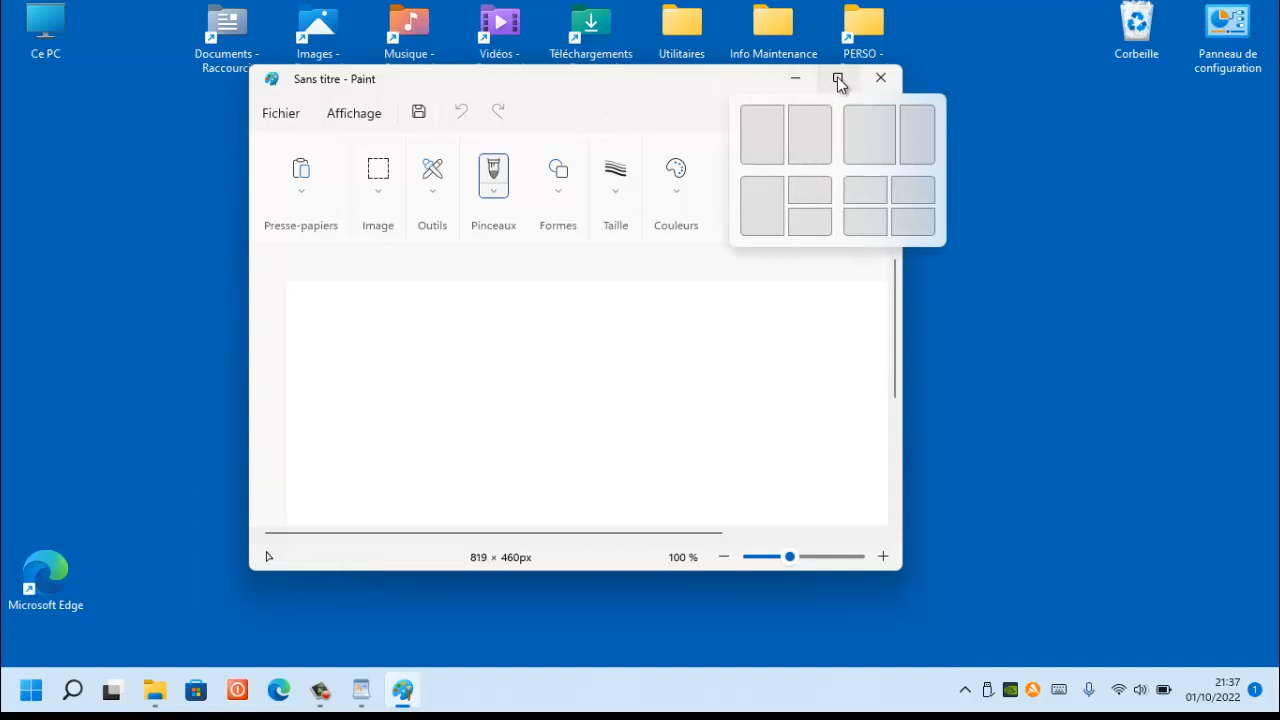 Ce PC
Documents -
Raccourci
Images -
Musique -
Vidéos -
Téléchargements
Utilitaires
Info Maintenance
PERSO -
Corbeille
Panneau de
configuration
Sans titre - Paint
Fichier
Affichage
Presse-papiers
Image
Outils
Pinceaux
Formes
Taille
Couleurs
819 × 460px
100 %
Microsoft Edge
21:37
01/10/2022
1